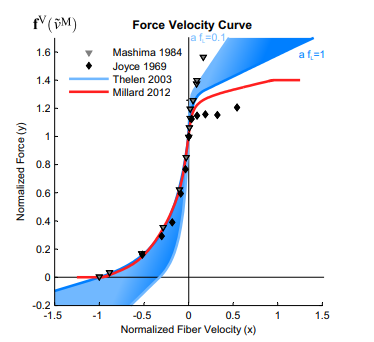 f^V(ṽ^M)
Force Velocity Curve
a f_L=0.1
a f_L=1
Mashima 1984
Joyce 1969
Thelen 2003
Millard 2012
Normalized Force (y)
1.6
1.4
1.2
1
0.8
0.6
0.4
0.2
0
-0.2
-1.5 -1 -0.5 0 0.5 1 1.5
Normalized Fiber Velocity (x)